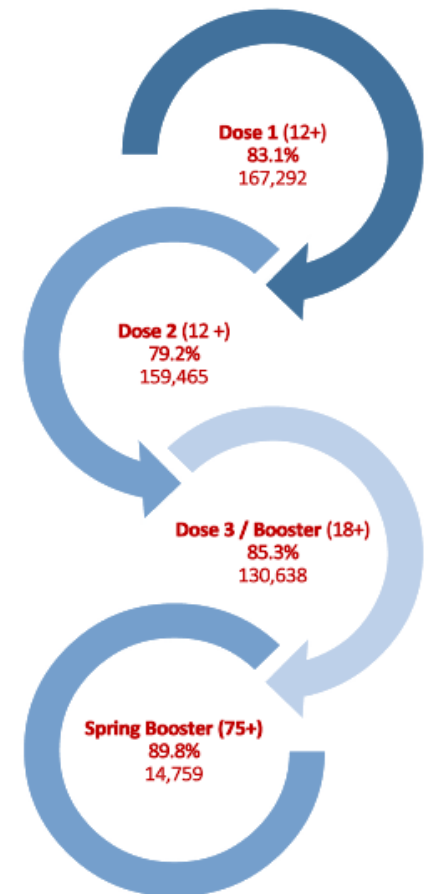 Dose 1 (12+)
83.1%
167,292
Dose 2 (12 +)
79.2%
159,465
Dose 3 / Booster (18+)
85.3%
130,638
Spring Booster (75+)
89.8%
14,759